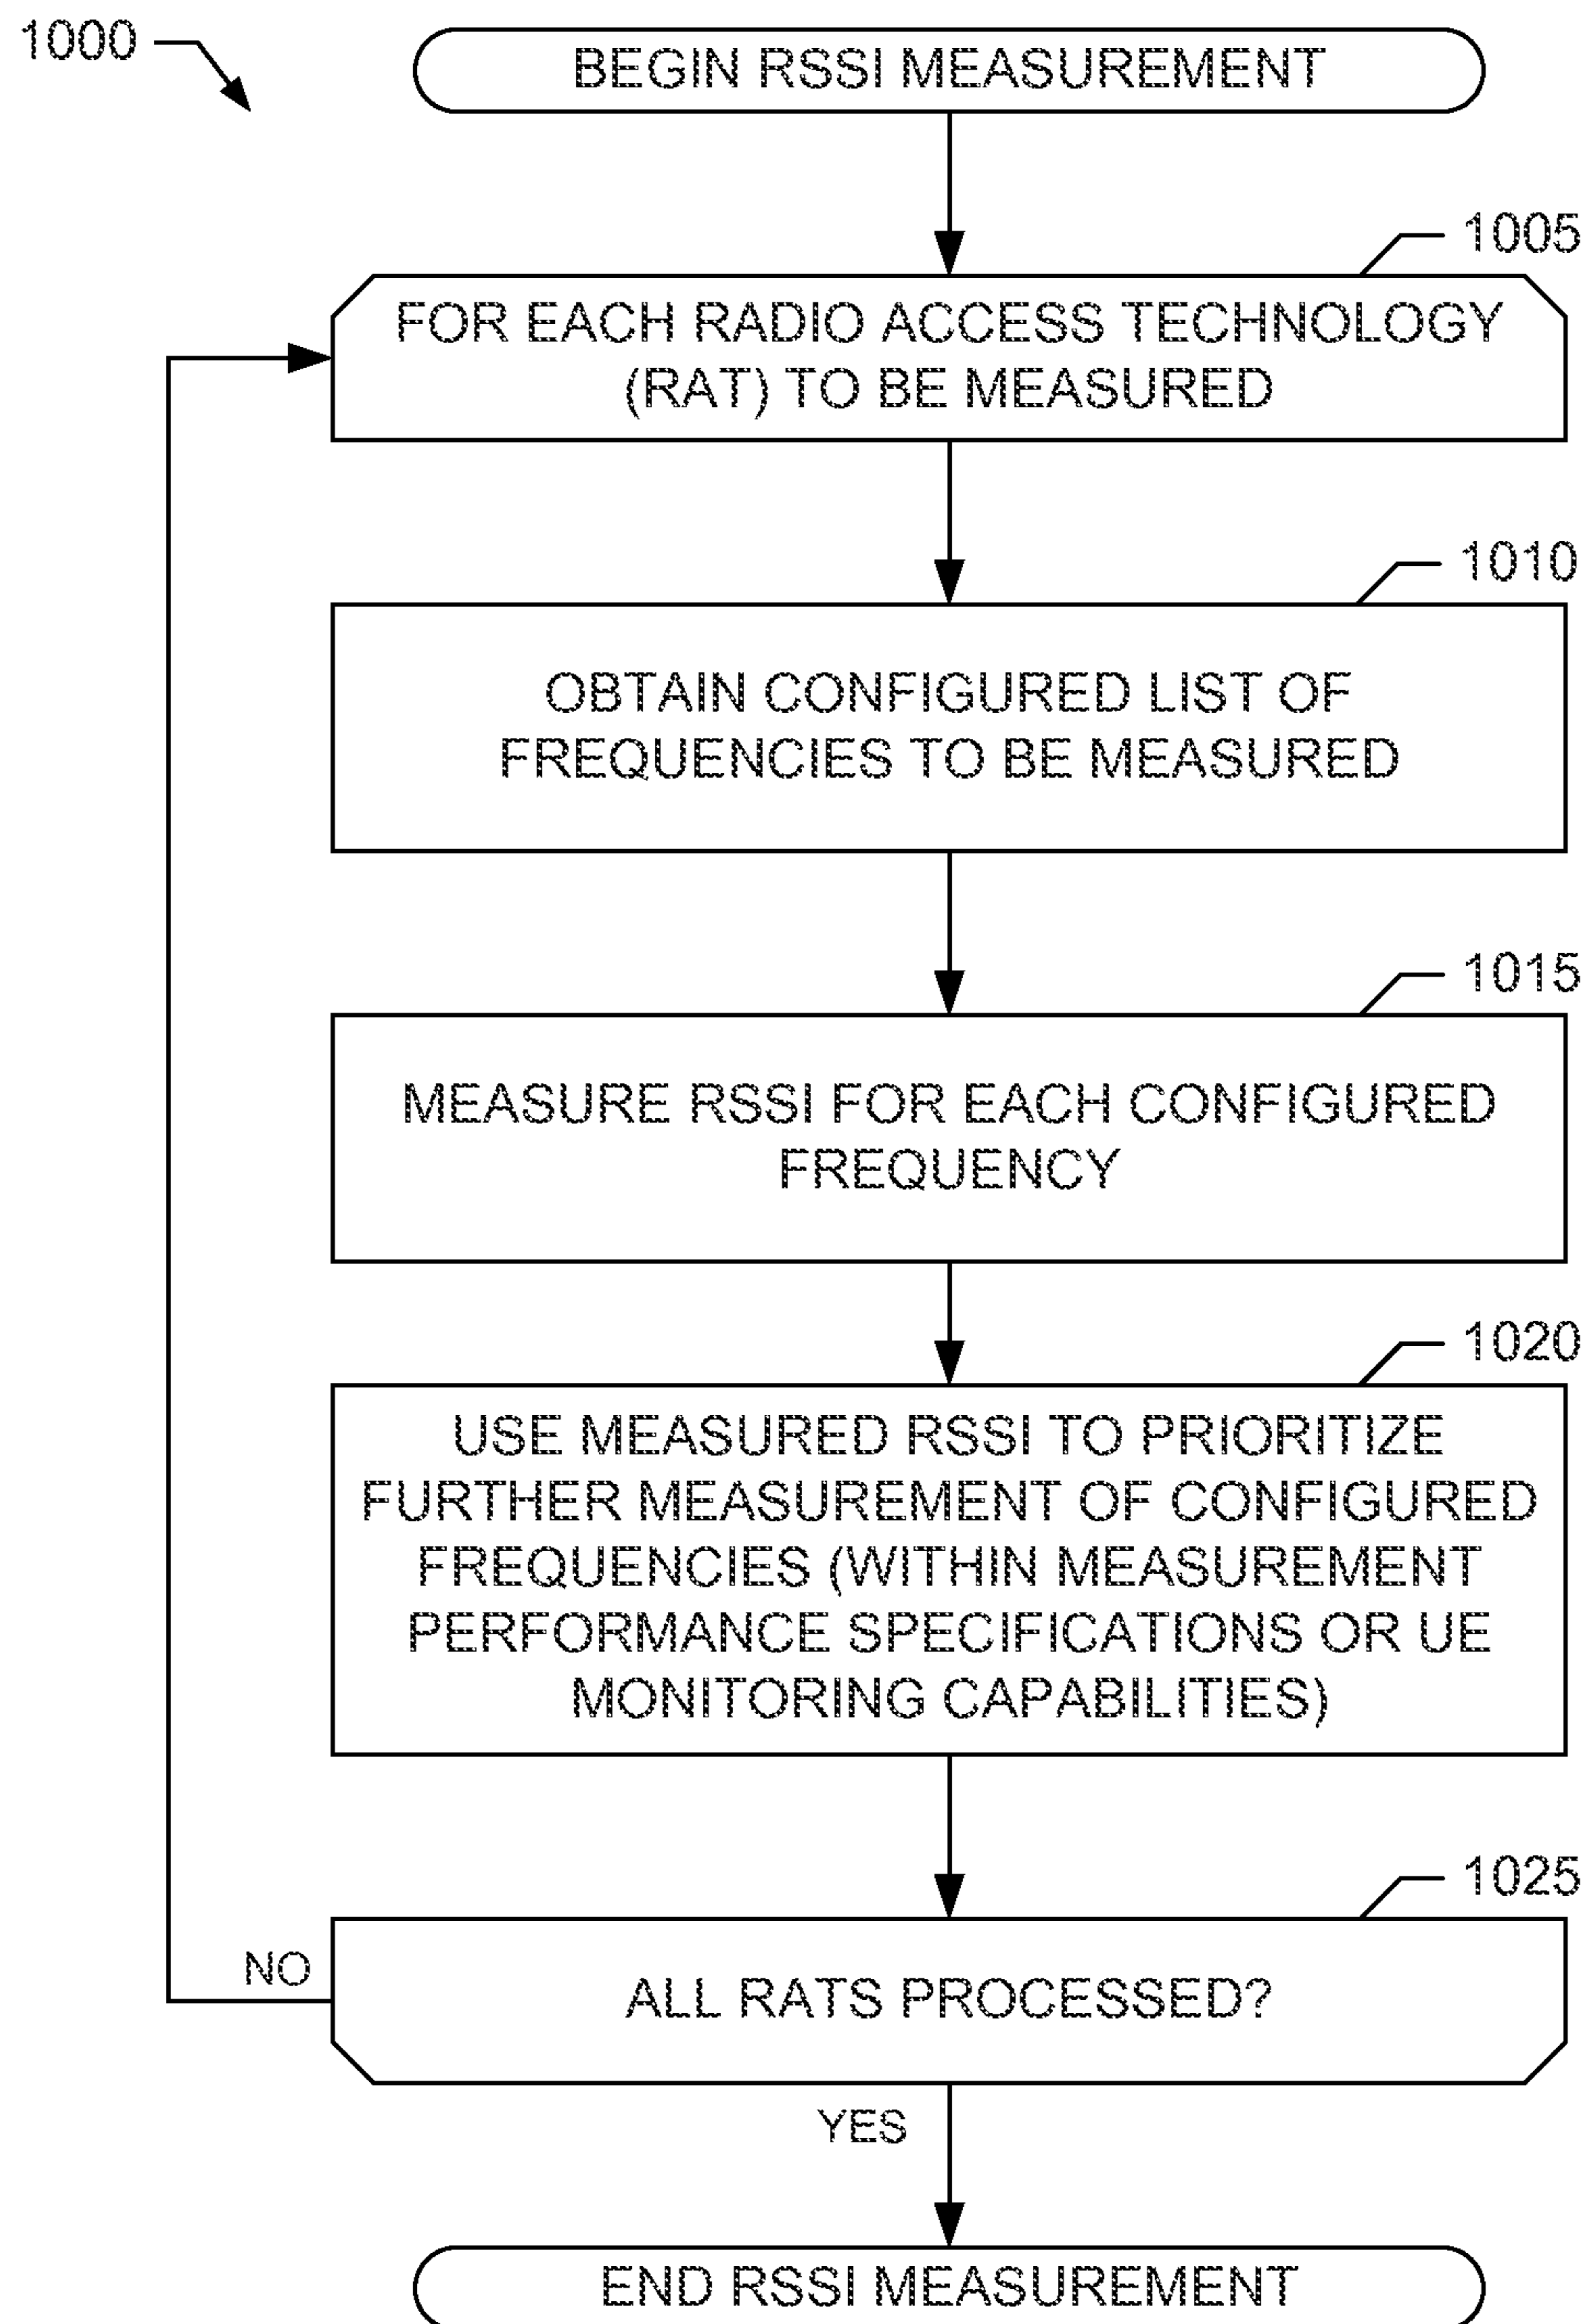 1000
BEGIN RSSI MEASUREMENT
1005
FOR EACH RADIO ACCESS TECHNOLOGY
(RAT) TO BE MEASURED
1010
OBTAIN CONFIGURED LIST OF
FREQUENCIES TO BE MEASURED
1015
MEASURE RSSI FOR EACH CONFIGURED
FREQUENCY
1020
USE MEASURED RSSI TO PRIORITIZE
FURTHER MEASUREMENT OF CONFIGURED
FREQUENCIES (WITHIN MEASUREMENT
PERFORMANCE SPECIFICATIONS OR UE
MONITORING CAPABILITIES)
1025
NO
ALL RATS PROCESSED?
YES
END RSSI MEASUREMENT